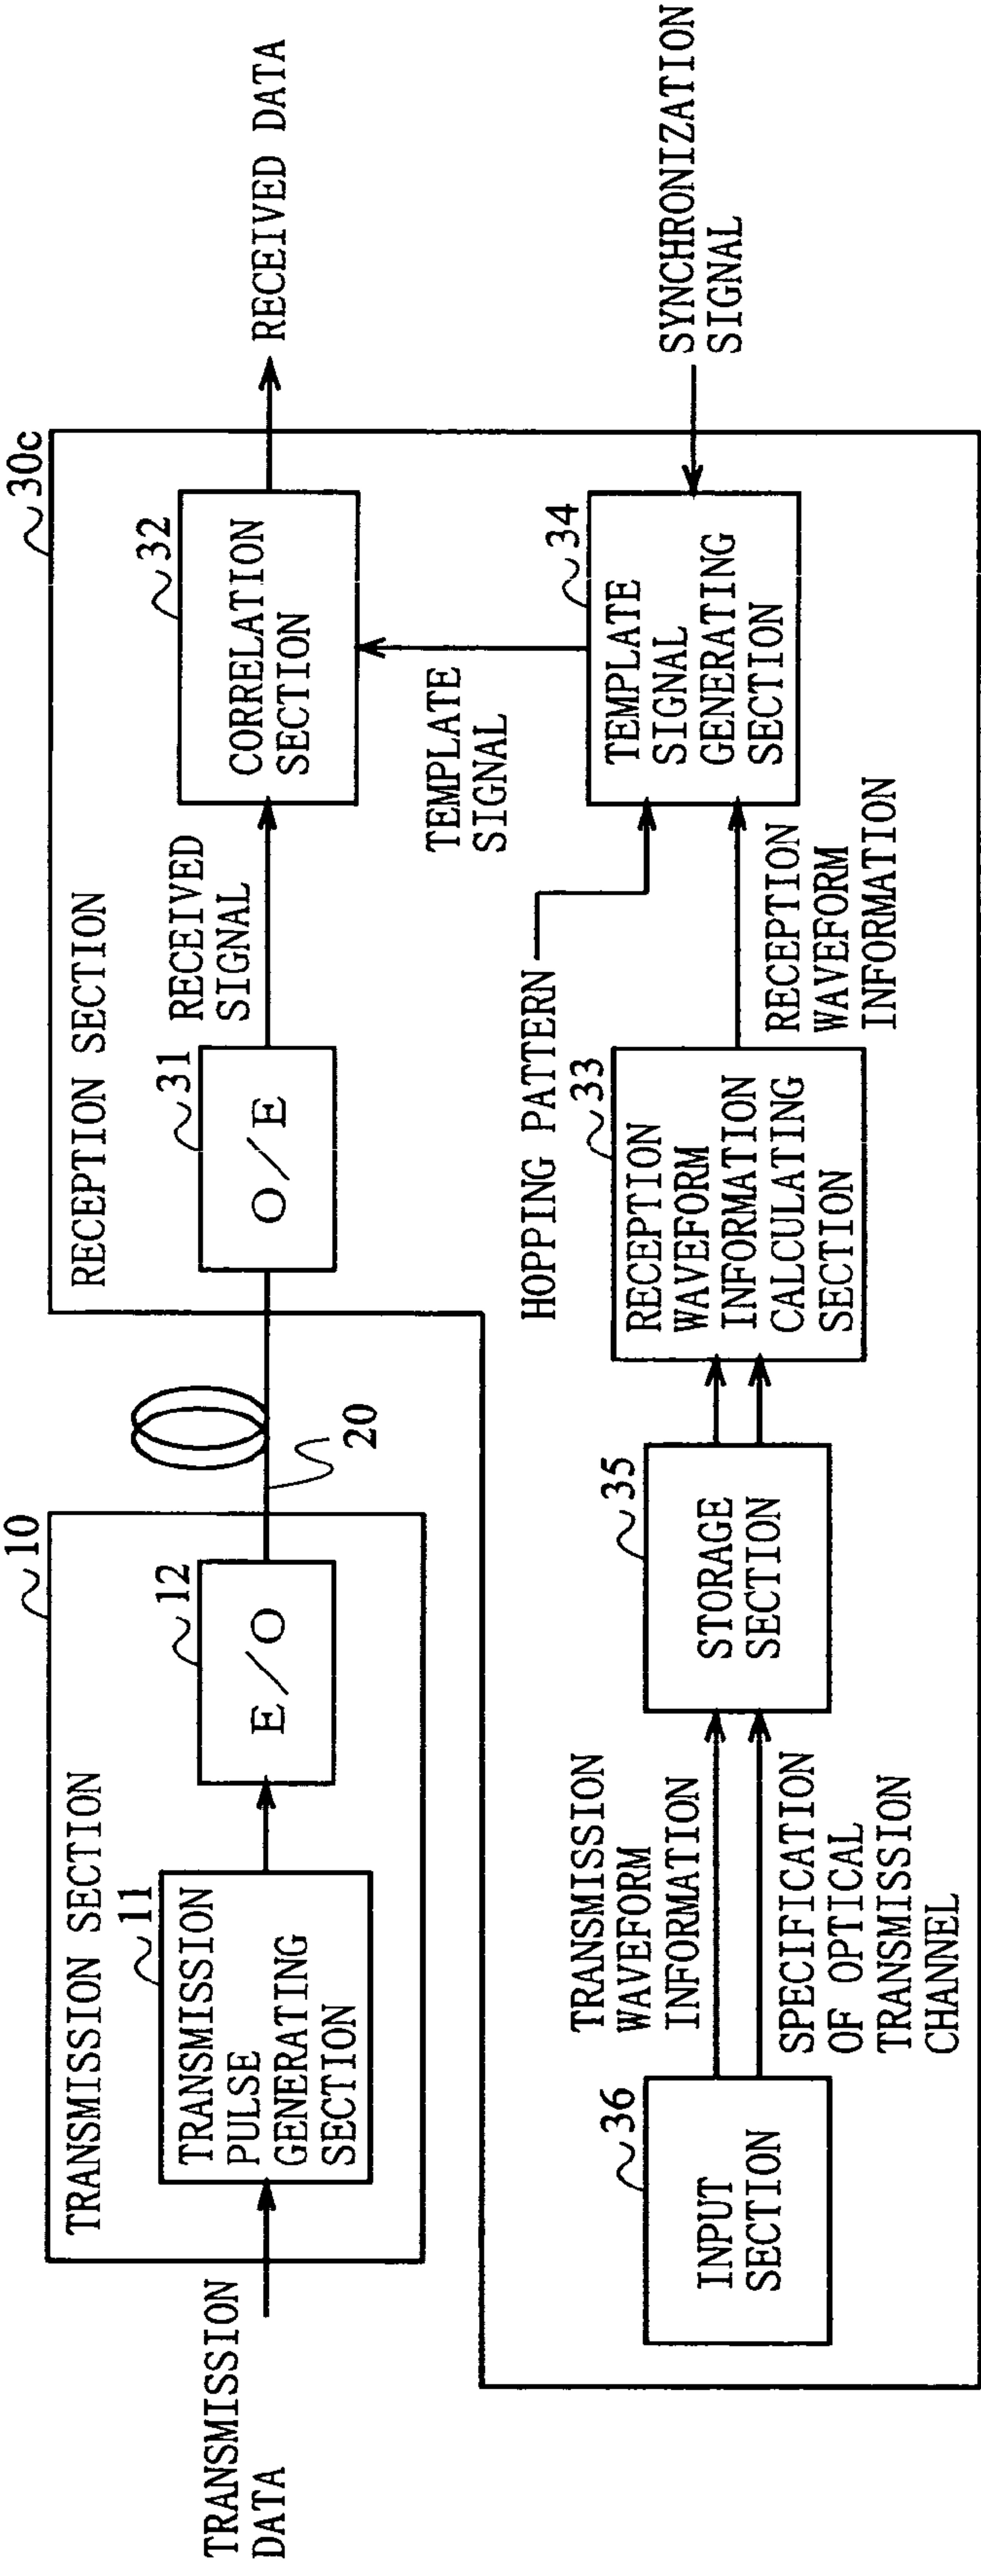 TRANSMISSION
DATA
10
TRANSMISSION SECTION
11
TRANSMISSION
PULSE
GENERATING
SECTION
12
E/O
20
30c
RECEPTION SECTION
31
O/E
RECEIVED
SIGNAL
32
CORRELATION
SECTION
RECEIVED DATA
TEMPLATE
SIGNAL
36
INPUT
SECTION
TRANSMISSION
WAVEFORM
INFORMATION
SPECIFICATION
OF OPTICAL
TRANSMISSION
CHANNEL
35
STORAGE
SECTION
33
RECEPTION
WAVEFORM
INFORMATION
CALCULATING
SECTION
HOPPING PATTERN
RECEPTION
WAVEFORM
INFORMATION
34
TEMPLATE
SIGNAL
GENERATING
SECTION
SYNCHRONIZATION
SIGNAL